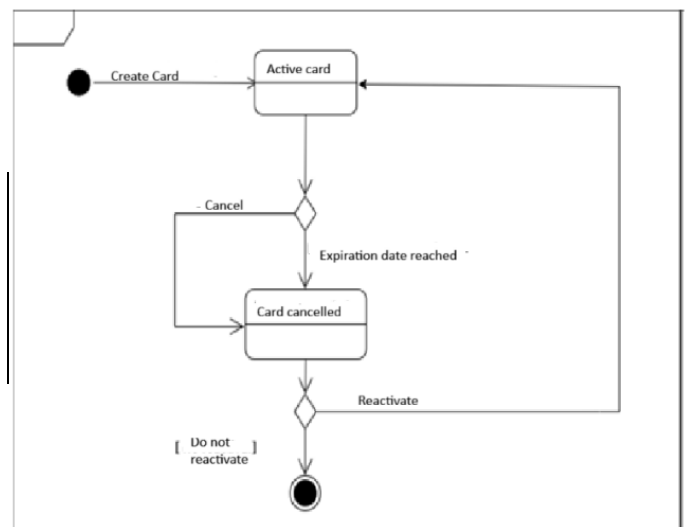 Active card
Create Card
- Cancel
Expiration date reached
Card cancelled
Reactivate
[ Do not ]
reactivate